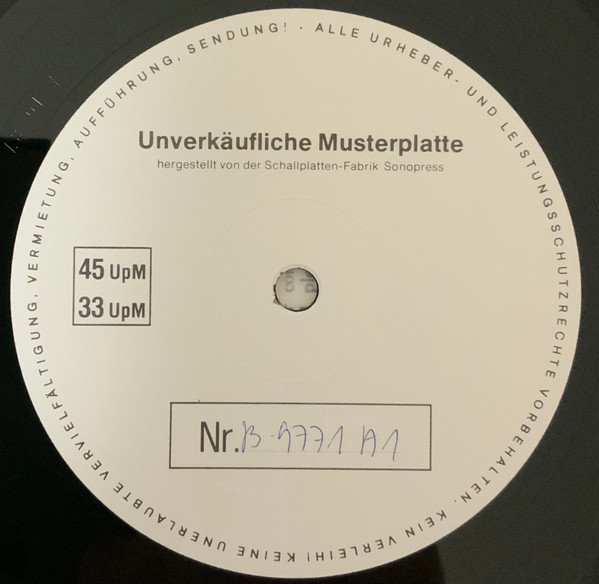 ALLE URHEBER- UND LEISTUNGSSCHUTZRECHTE VORBEHALTEN. KEIN VERLEIH! KEINE UNERLAUBTE VERVIELFÄLTIGUNG, VERMIETUNG, AUFFÜHRUNG, SENDUNG! ·
Unverkäufliche Musterplatte
hergestellt von der Schallplatten-Fabrik Sonopress
45 UpM
33 UpM
Nr. B 9771 A1